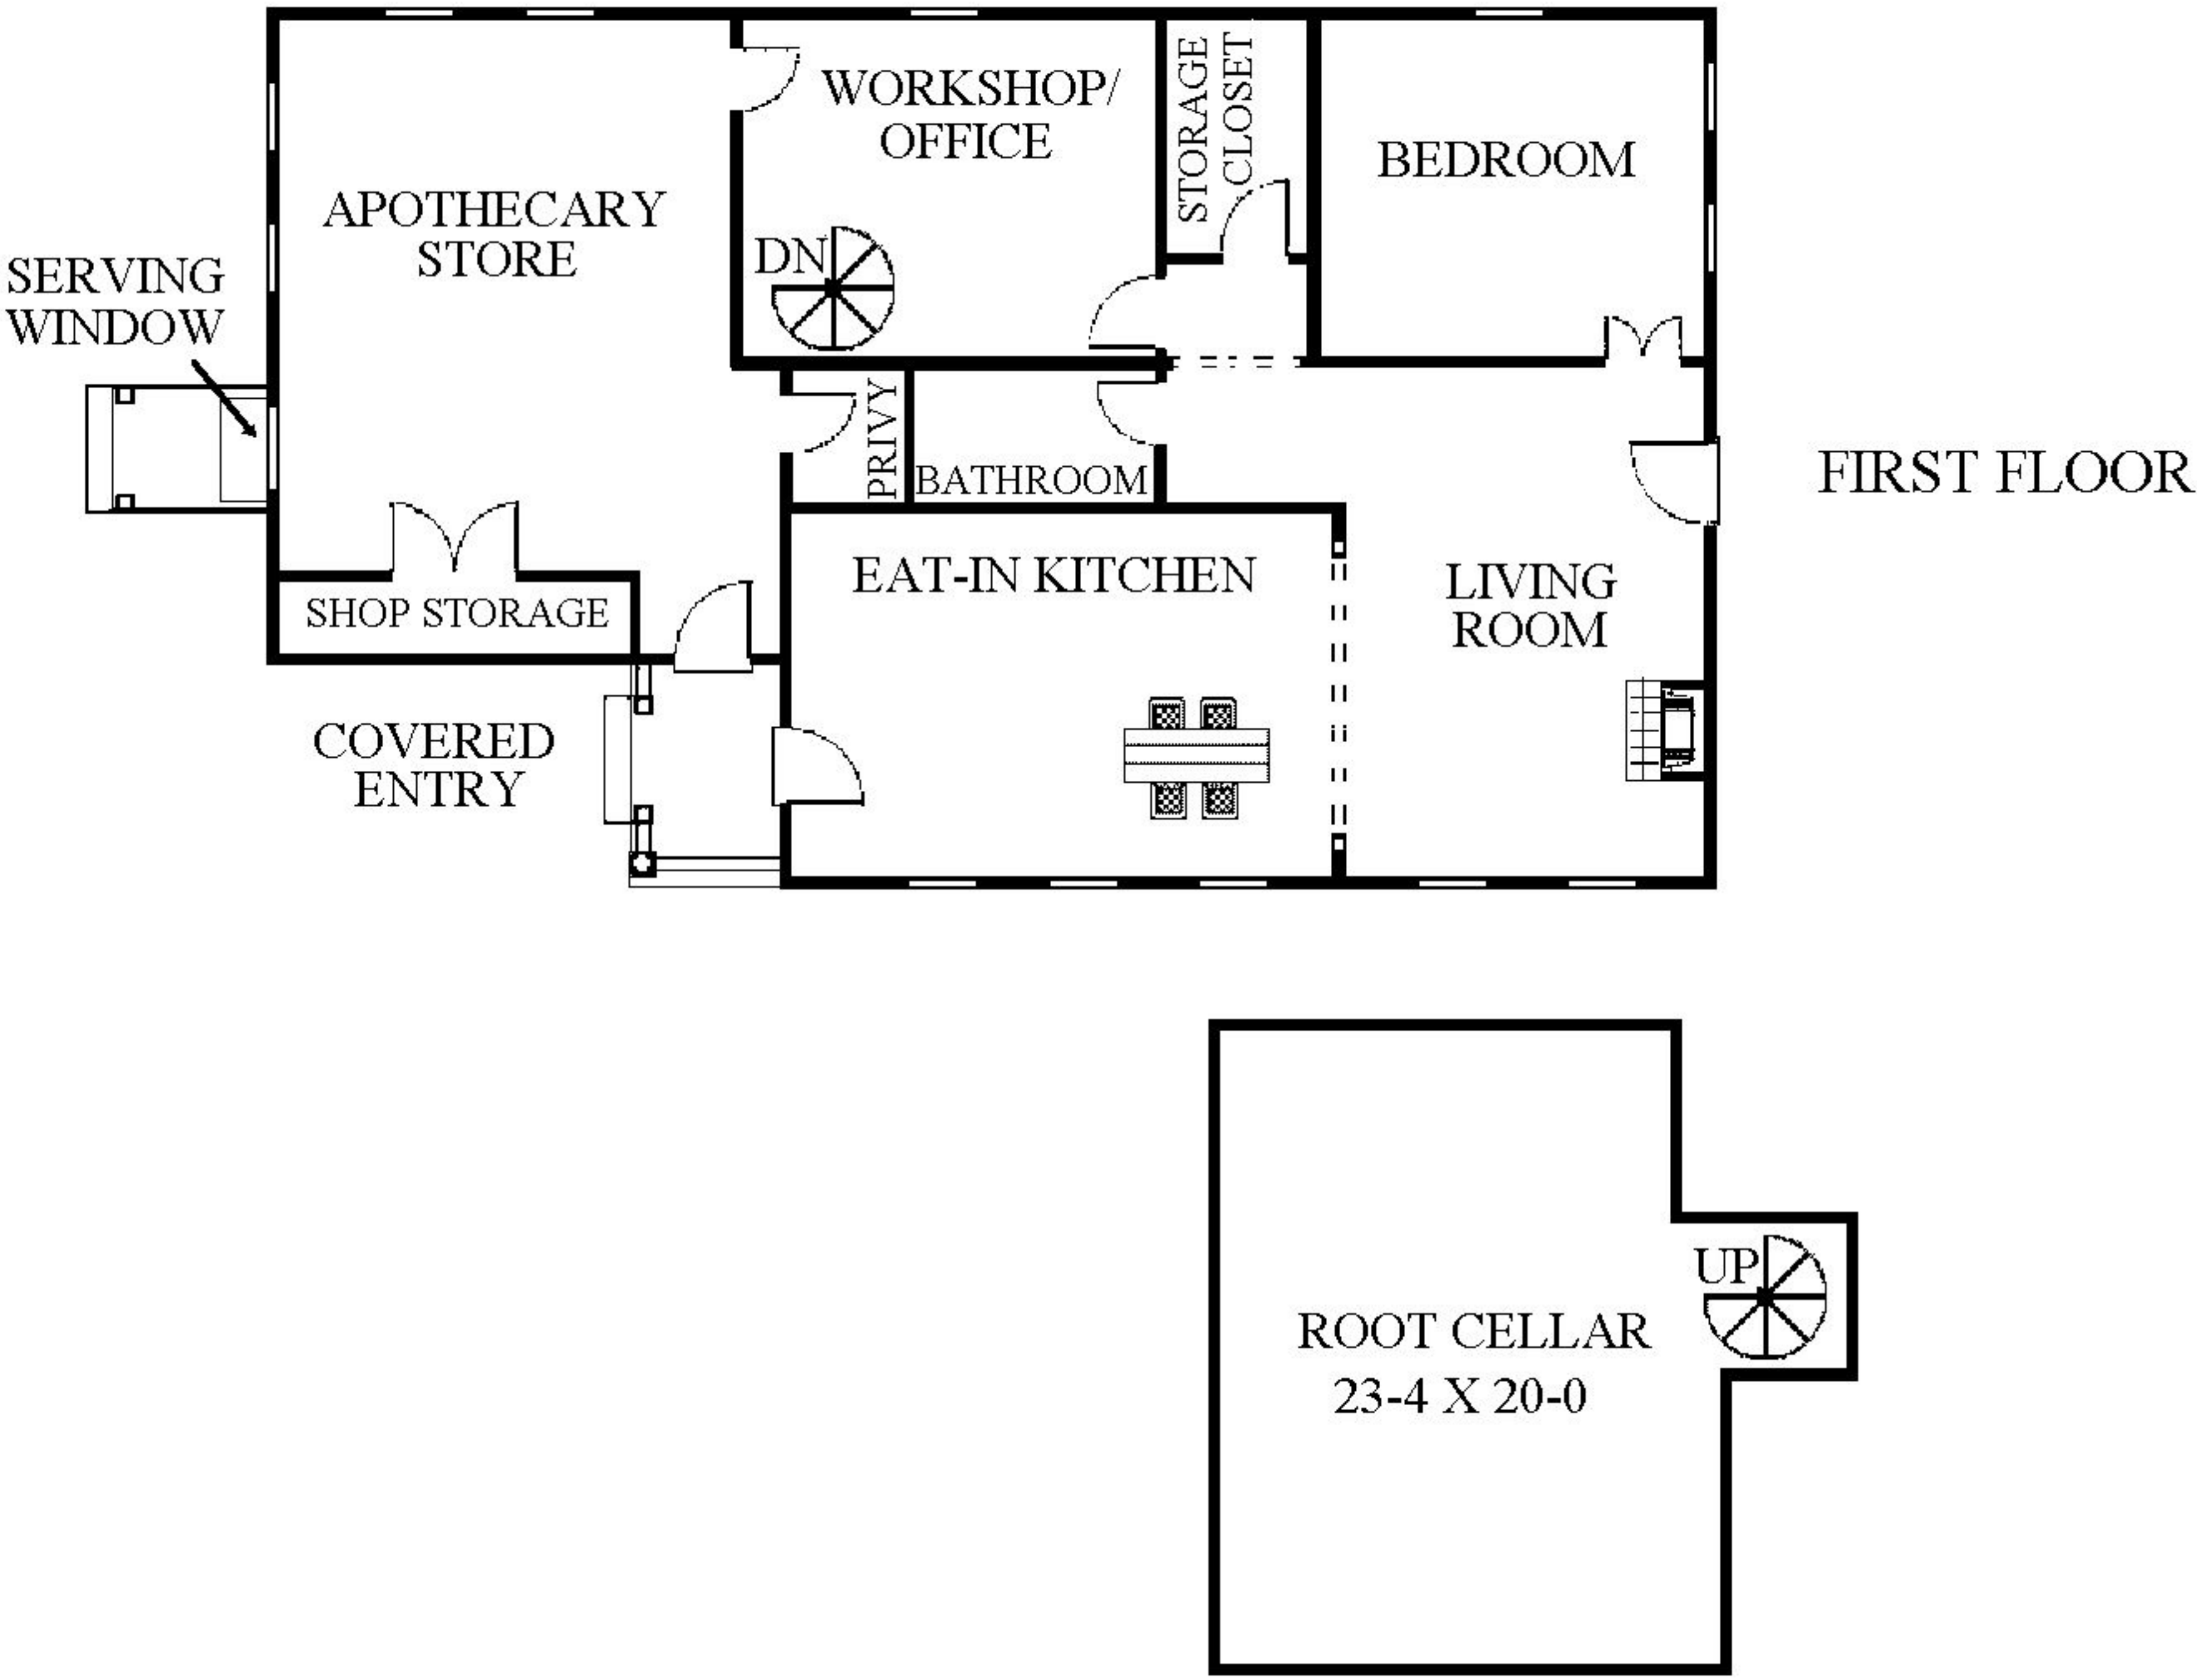 WORKSHOP/
OFFICE
STORAGE
CLOSET
BEDROOM
APOTHECARY
STORE
DN
SERVING
WINDOW
PRIVY
BATHROOM
FIRST FLOOR
EAT-IN KITCHEN
LIVING
ROOM
SHOP STORAGE
COVERED
ENTRY
UP
ROOT CELLAR
23-4 X 20-0